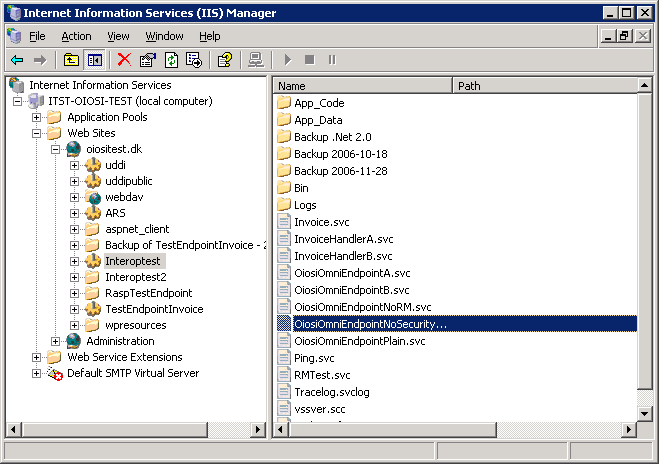 Internet Information Services (IIS) Manager
File Action View Window Help
Internet Information Services
ITST-OIOSI-TEST (local computer)
Application Pools
Web Sites
oiositest.dk
uddi
uddipublic
webdav
ARS
aspnet_client
Backup of TestEndpointInvoice - 2
Interoptest
Interoptest2
RaspTestEndpoint
TestEndpointInvoice
wpresources
Administration
Web Service Extensions
Default SMTP Virtual Server
Name Path
App_Code
App_Data
Backup .Net 2.0
Backup 2006-10-18
Backup 2006-11-28
Bin
Logs
Invoice.svc
InvoiceHandlerA.svc
InvoiceHandlerB.svc
OiosiOmniEndpointA.svc
OiosiOmniEndpointB.svc
OiosiOmniEndpointNoRM.svc
OiosiOmniEndpointNoSecurity...
OiosiOmniEndpointPlain.svc
Ping.svc
RMTest.svc
Tracelog.svclog
vssver.scc